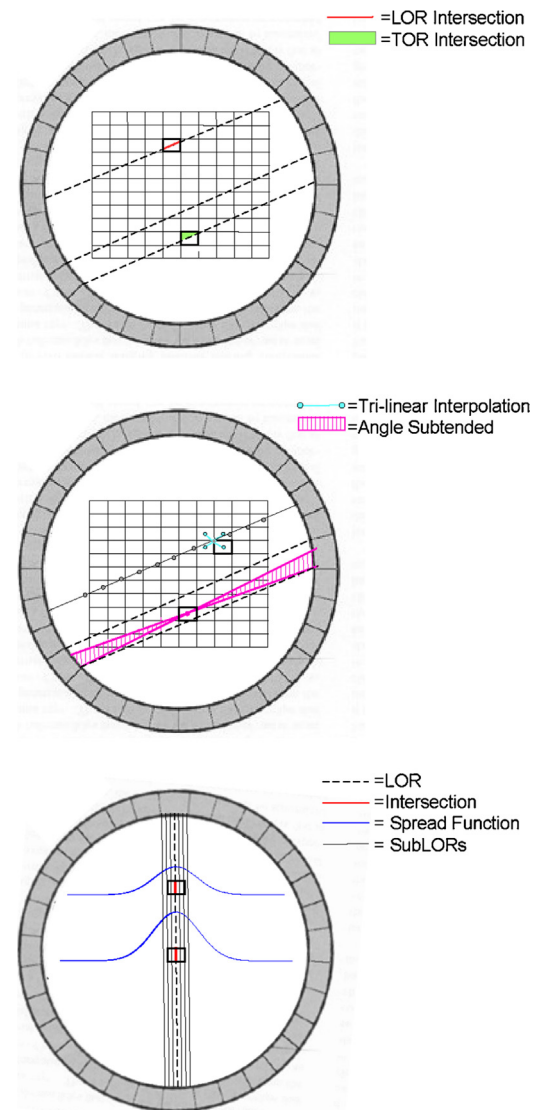 =LOR Intersection
=TOR Intersection
=Tri-linear Interpolation
=Angle Subtended
=LOR
=Intersection
= Spread Function
= SubLORs